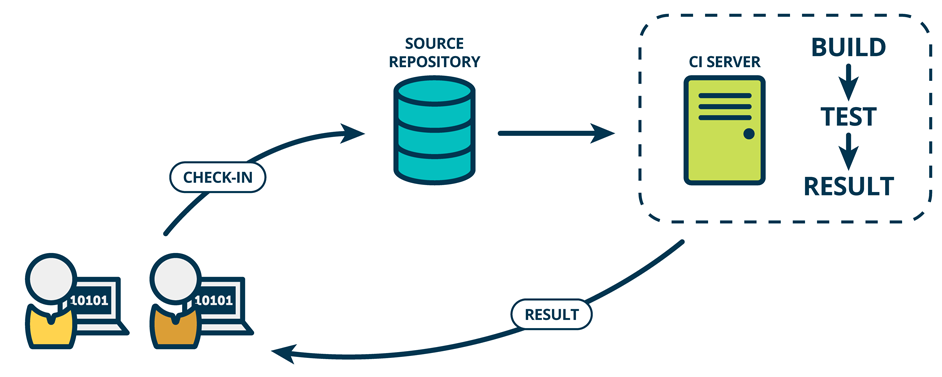 SOURCE
REPOSITORY
CI SERVER
BUILD
TEST
RESULT
CHECK-IN
10101
10101
RESULT